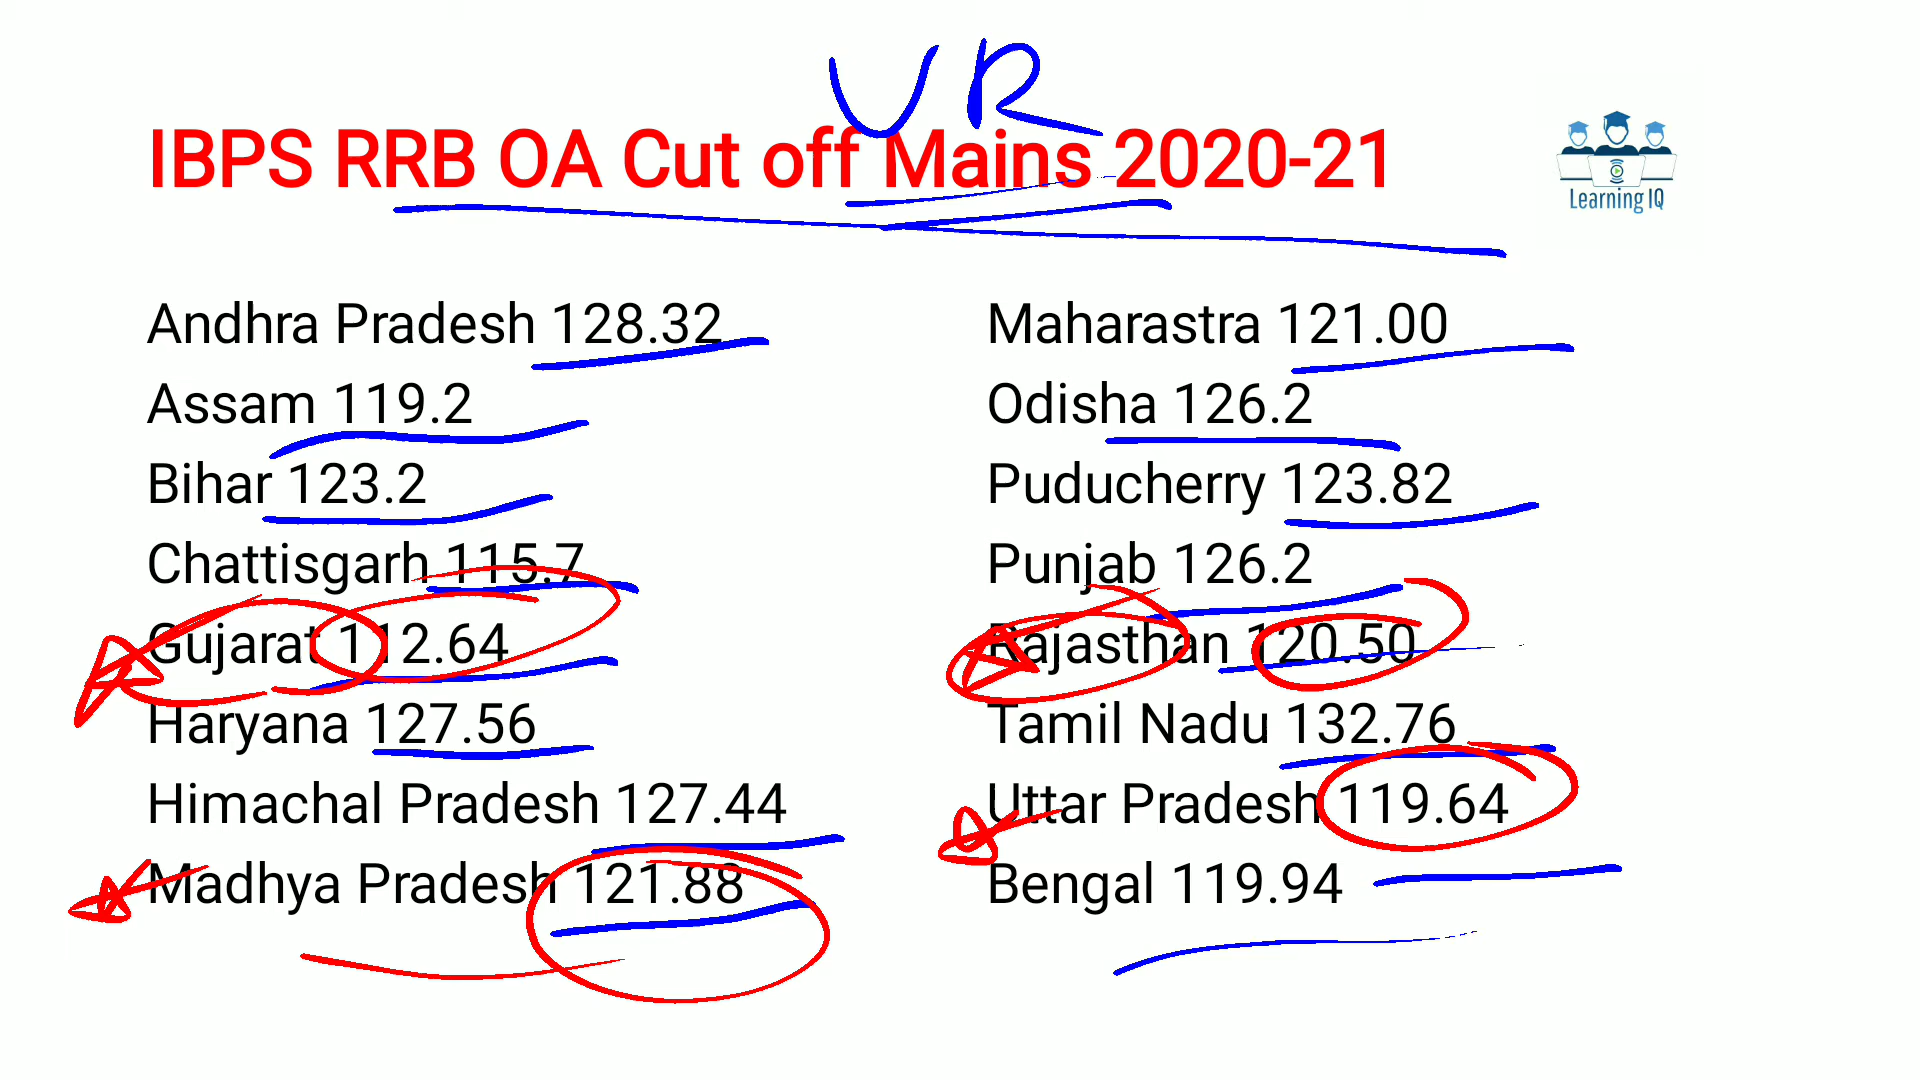 UR
IBPS RRB OA Cut off Mains 2020-21
Learning IQ
Andhra Pradesh 128.32
Assam 119.2
Bihar 123.2
Chattisgarh 115.7
Gujarat 112.64
Haryana 127.56
Himachal Pradesh 127.44
Madhya Pradesh 121.88
Maharastra 121.00
Odisha 126.2
Puducherry 123.82
Punjab 126.2
Rajasthan 120.50
Tamil Nadu 132.76
Uttar Pradesh 119.64
Bengal 119.94